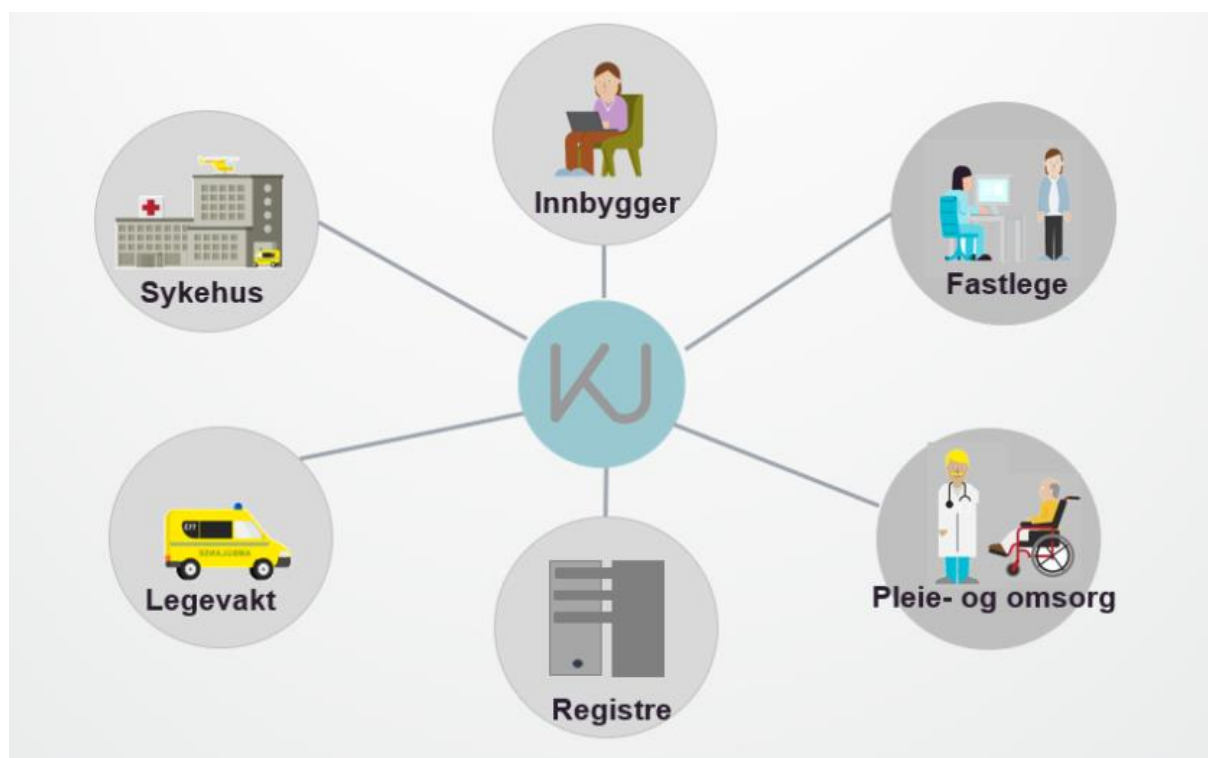 Innbygger
Sykehus
Fastlege
KJ
Legevakt
Pleie- og omsorg
Registre